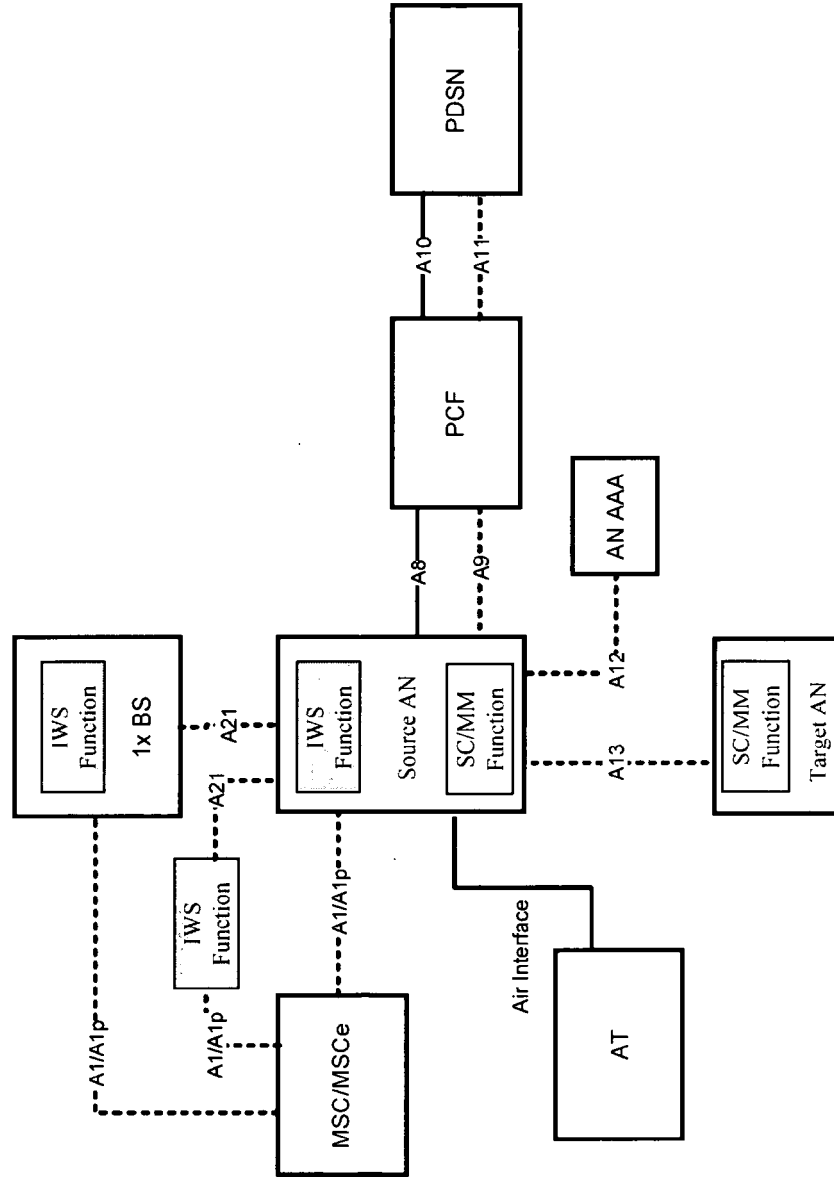 IWS
Function
1x BS
A1/A1p
IWS
Function
A1/A1p
A21
A21
MSC/MSCe
A1/A1p
IWS
Function
Source AN
SC/MM
Function
A8
A9
PCF
A10
A11
PDSN
Air Interface
AT
A13
A12
AN AAA
SC/MM
Function
Target AN